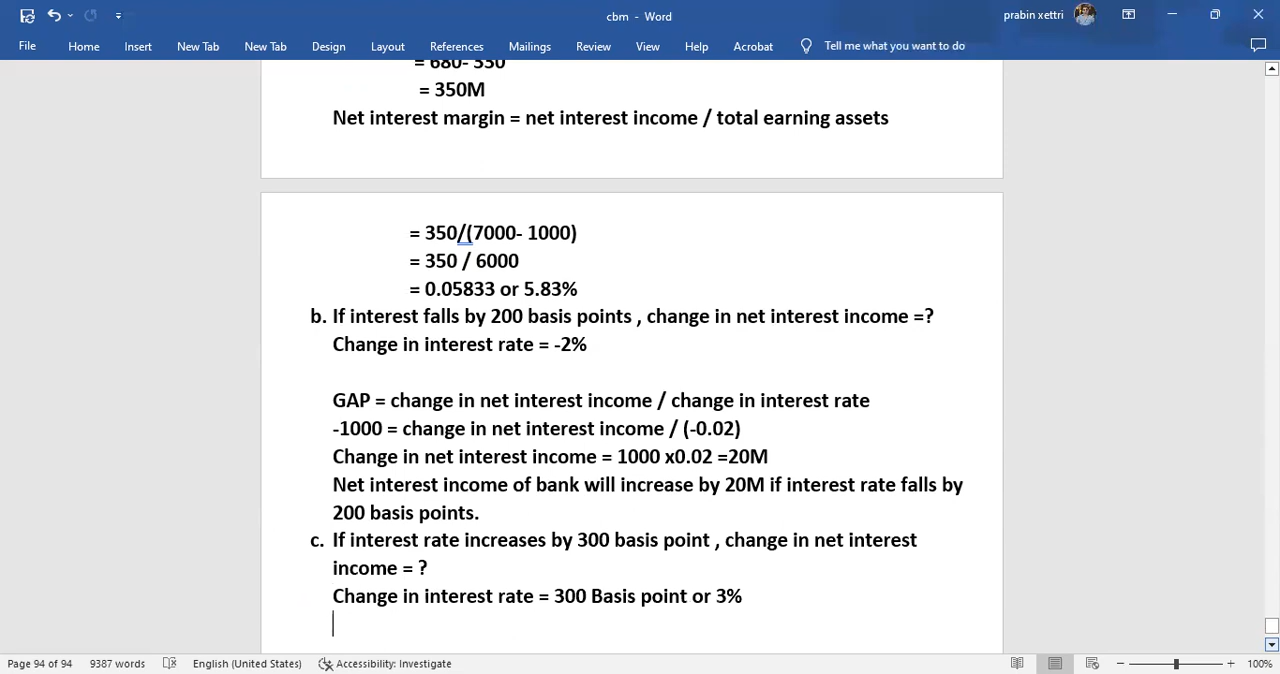 cbm - Word
prabin xettri
File Home Insert New Tab New Tab Design Layout References Mailings Review View Help Acrobat Tell me what you want to do
= 680- 330
= 350M
Net interest margin = net interest income / total earning assets
= 350/(7000- 1000)
= 350 / 6000
= 0.05833 or 5.83%
b. If interest falls by 200 basis points , change in net interest income =?
Change in interest rate = -2%
GAP = change in net interest income / change in interest rate
-1000 = change in net interest income / (-0.02)
Change in net interest income = 1000 x0.02 =20M
Net interest income of bank will increase by 20M if interest rate falls by
200 basis points.
c. If interest rate increases by 300 basis point , change in net interest
income = ?
Change in interest rate = 300 Basis point or 3%
Page 94 of 94 9387 words English (United States) Accessibility: Investigate 100%